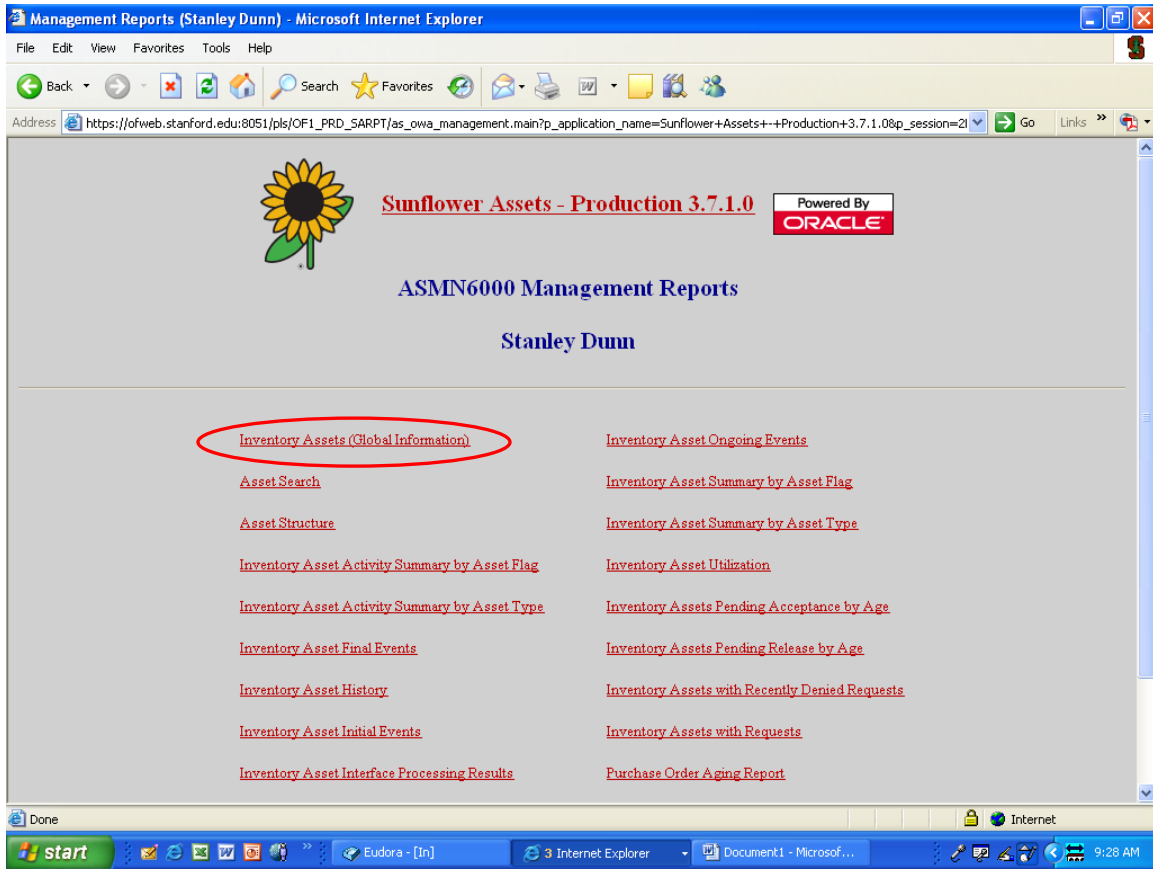 Management Reports (Stanley Dunn) - Microsoft Internet Explorer
File Edit View Favorites Tools Help
Back Search Favorites
Address https://ofweb.stanford.edu:8051/pls/OF1_PRD_SARPT/as_owa_management.main?p_application_name=Sunflower+Assets+-+Production+3.7.1.0&p_session=2 Go Links »
Sunflower Assets - Production 3.7.1.0
Powered By
ORACLE
ASMN6000 Management Reports
Stanley Dunn
Inventory Assets (Global Information) Inventory Asset Ongoing Events
Asset Search Inventory Asset Summary by Asset Flag
Asset Structure Inventory Asset Summary by Asset Type
Inventory Asset Activity Summary by Asset Flag Inventory Asset Utilization
Inventory Asset Activity Summary by Asset Type Inventory Assets Pending Acceptance by Age
Inventory Asset Final Events Inventory Assets Pending Release by Age
Inventory Asset History Inventory Assets with Recently Denied Requests
Inventory Asset Initial Events Inventory Assets with Requests
Inventory Asset Interface Processing Results Purchase Order Aging Report
Done Internet
start » Eudora - [In] 3 Internet Explorer Document1 - Microsof... 9:28 AM